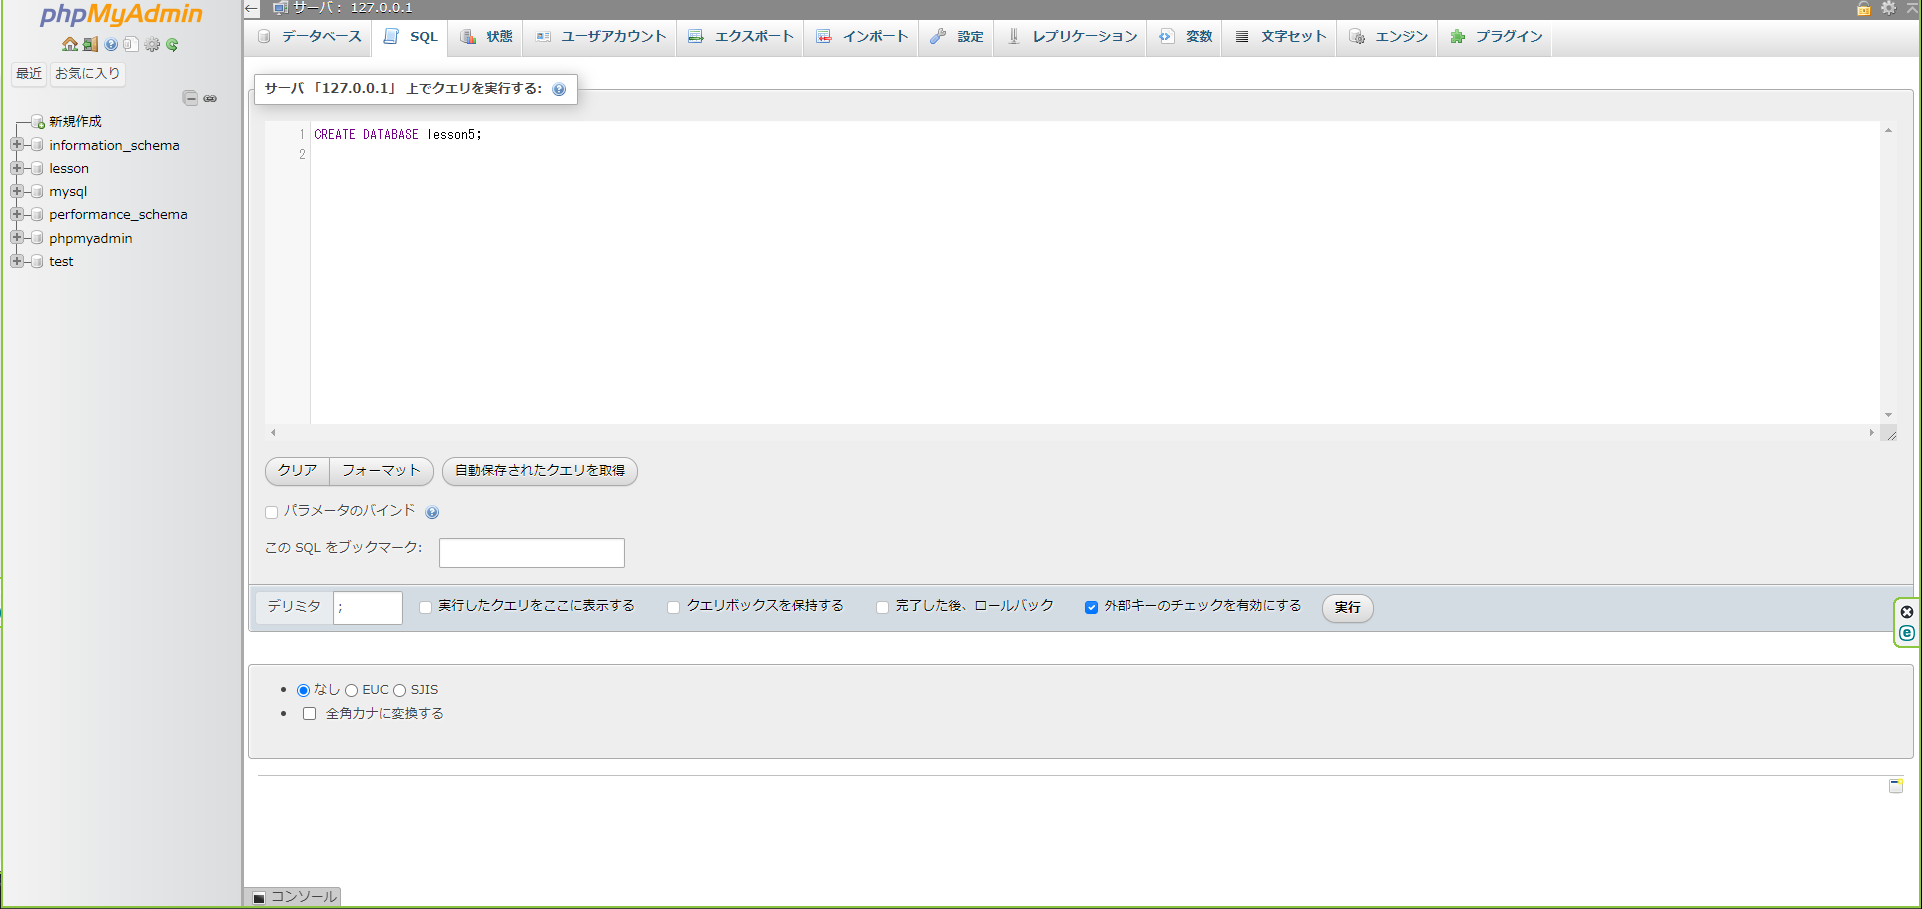 phpMyAdmin
最近 お気に入り
新規作成
information_schema
lesson
mysql
performance_schema
phpmyadmin
test
サーバ： 127.0.0.1
データベース SQL 状態 ユーザアカウント エクスポート インポート 設定 レプリケーション 変数 文字セット エンジン プラグイン
サーバ 「127.0.0.1」 上でクエリを実行する:
1 CREATE DATABASE lesson5;
2
クリア フォーマット 自動保存されたクエリを取得
パラメータのバインド
この SQL をブックマーク:
デリミタ ; 実行したクエリをここに表示する クエリボックスを保持する 完了した後、ロールバック 外部キーのチェックを有効にする 実行
なし EUC SJIS
全角カナに変換する
コンソール